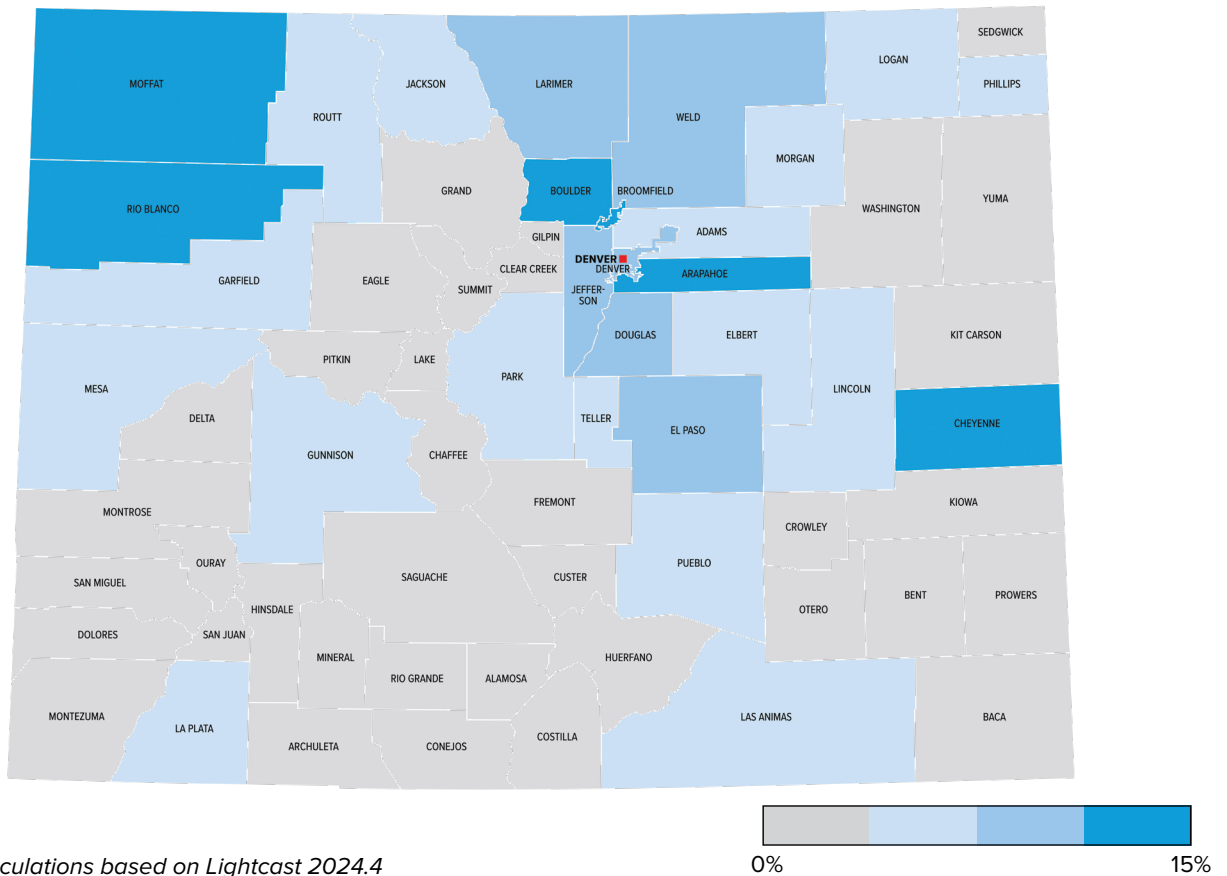 SEDGWICK
LOGAN
MOFFAT
JACKSON
LARIMER
PHILLIPS
ROUTT
WELD
MORGAN
GRAND
BOULDER
BROOMFIELD
YUMA
RIO BLANCO
WASHINGTON
GILPIN
ADAMS
DENVER
DENVER
CLEAR CREEK
ARAPAHOE
GARFIELD
EAGLE
SUMMIT
JEFFER-
SON
DOUGLAS
ELBERT
KIT CARSON
PITKIN
LAKE
PARK
MESA
LINCOLN
DELTA
TELLER
EL PASO
CHEYENNE
GUNNISON
CHAFFEE
FREMONT
KIOWA
MONTROSE
CROWLEY
OURAY
PUEBLO
SAGUACHE
CUSTER
SAN MIGUEL
BENT
PROWERS
HINSDALE
OTERO
DOLORES
SAN JUAN
MINERAL
HUERFANO
RIO GRANDE
ALAMOSA
MONTEZUMA
LAS ANIMAS
BACA
LA PLATA
COSTILLA
ARCHULETA
CONEJOS
culations based on Lightcast 2024.4
0%
15%